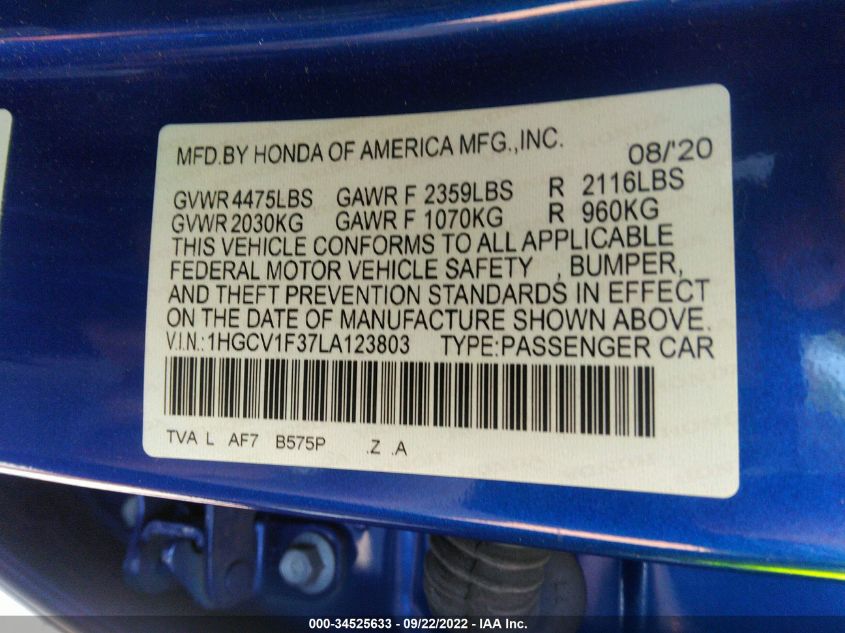 MFD.BY HONDA OF AMERICA MFG.,INC. 08/'20
GVWR 4475LBS GAWR F 2359LBS R 2116LBS
GVWR 2030KG GAWR F 1070KG R 960KG
THIS VEHICLE CONFORMS TO ALL APPLICABLE
FEDERAL MOTOR VEHICLE SAFETY , BUMPER,
AND THEFT PREVENTION STANDARDS IN EFFECT
ON THE DATE OF MANUFACTURE SHOWN ABOVE.
V.I.N.:1HGCV1F37LA123803 TYPE:PASSENGER CAR
TVA L AF7 B575P .Z .A
000-34525633 - 09/22/2022 - IAA Inc.